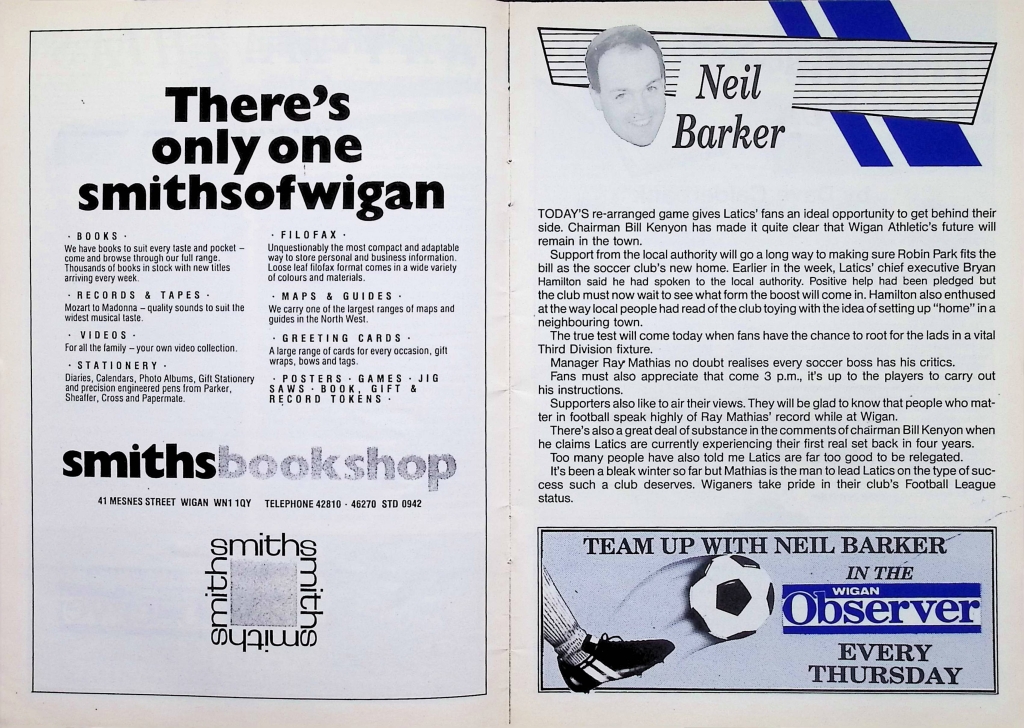 There's
only one
smithsofwigan
· BOOKS ·
We have books to suit every taste and pocket –
come and browse through our full range.
Thousands of books in stock with new titles
arriving every week.
· RECORDS & TAPES ·
Mozart to Madonna – quality sounds to suit the
widest musical taste.
· VIDEOS ·
For all the family – your own video collection.
· STATIONERY ·
Diaries, Calendars, Photo Albums, Gift Stationery
and precision engineered pens from Parker,
Sheaffer, Cross and Papermate.
· FILOFAX ·
Unquestionably the most compact and adaptable
way to store personal and business information.
Loose leaf filofax format comes in a wide variety
of colours and materials.
· MAPS & GUIDES ·
We carry one of the largest ranges of maps and
guides in the North West.
· GREETING CARDS ·
A large range of cards for every occasion, gift
wraps, bows and tags.
· POSTERS · GAMES · JIG
SAWS · BOOK, GIFT &
RECORD TOKENS ·
smithsbookshop
41 MESNES STREET WIGAN WN1 1QY TELEPHONE 42810 · 46270 STD 0942
smiths
smiths
smiths
smiths
Neil
Barker
TODAY'S re-arranged game gives Latics' fans an ideal opportunity to get behind their
side. Chairman Bill Kenyon has made it quite clear that Wigan Athletic's future will
remain in the town.
Support from the local authority will go a long way to making sure Robin Park fits the
bill as the soccer club's new home. Earlier in the week, Latics' chief executive Bryan
Hamilton said he had spoken to the local authority. Positive help had been pledged but
the club must now wait to see what form the boost will come in. Hamilton also enthused
at the way local people had read of the club toying with the idea of setting up "home" in a
neighbouring town.
The true test will come today when fans have the chance to root for the lads in a vital
Third Division fixture.
Manager Ray Mathias no doubt realises every soccer boss has his critics.
Fans must also appreciate that come 3 p.m., it's up to the players to carry out
his instructions.
Supporters also like to air their views. They will be glad to know that people who mat-
ter in football speak highly of Ray Mathias' record while at Wigan.
There's also a great deal of substance in the comments of chairman Bill Kenyon when
he claims Latics are currently experiencing their first real set back in four years.
Too many people have also told me Latics are far too good to be relegated.
It's been a bleak winter so far but Mathias is the man to lead Latics on the type of suc-
cess such a club deserves. Wiganers take pride in their club's Football League
status.
TEAM UP WITH NEIL BARKER
IN THE
WIGAN
Observer
EVERY
THURSDAY